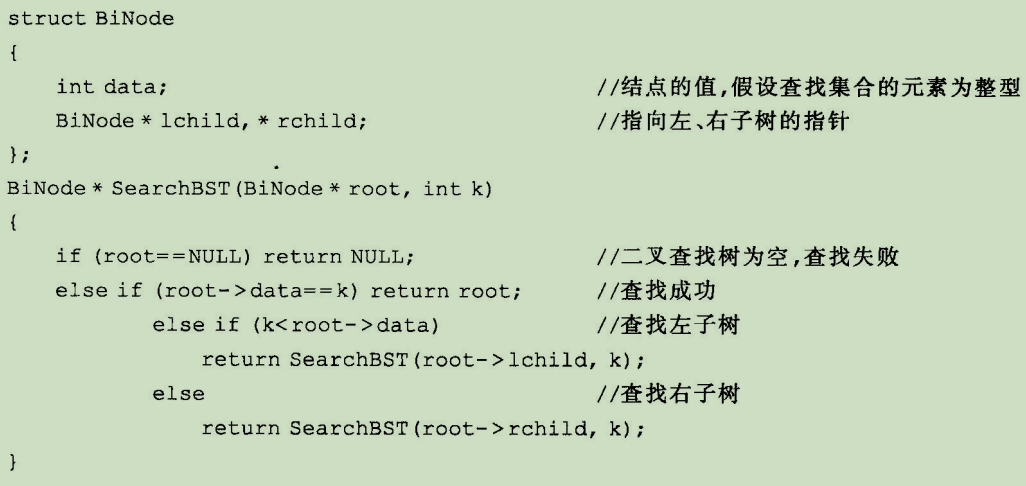 struct BiNode
{
    int data;                              //结点的值,假设查找集合的元素为整型
    BiNode * lchild, * rchild;             //指向左、右子树的指针
};
BiNode * SearchBST(BiNode * root, int k)
{
    if (root==NULL) return NULL;           //二叉查找树为空,查找失败
    else if (root->data==k) return root;   //查找成功
        else if (k<root->data)             //查找左子树
            return SearchBST(root->lchild, k);
        else                               //查找右子树
            return SearchBST(root->rchild, k);
}